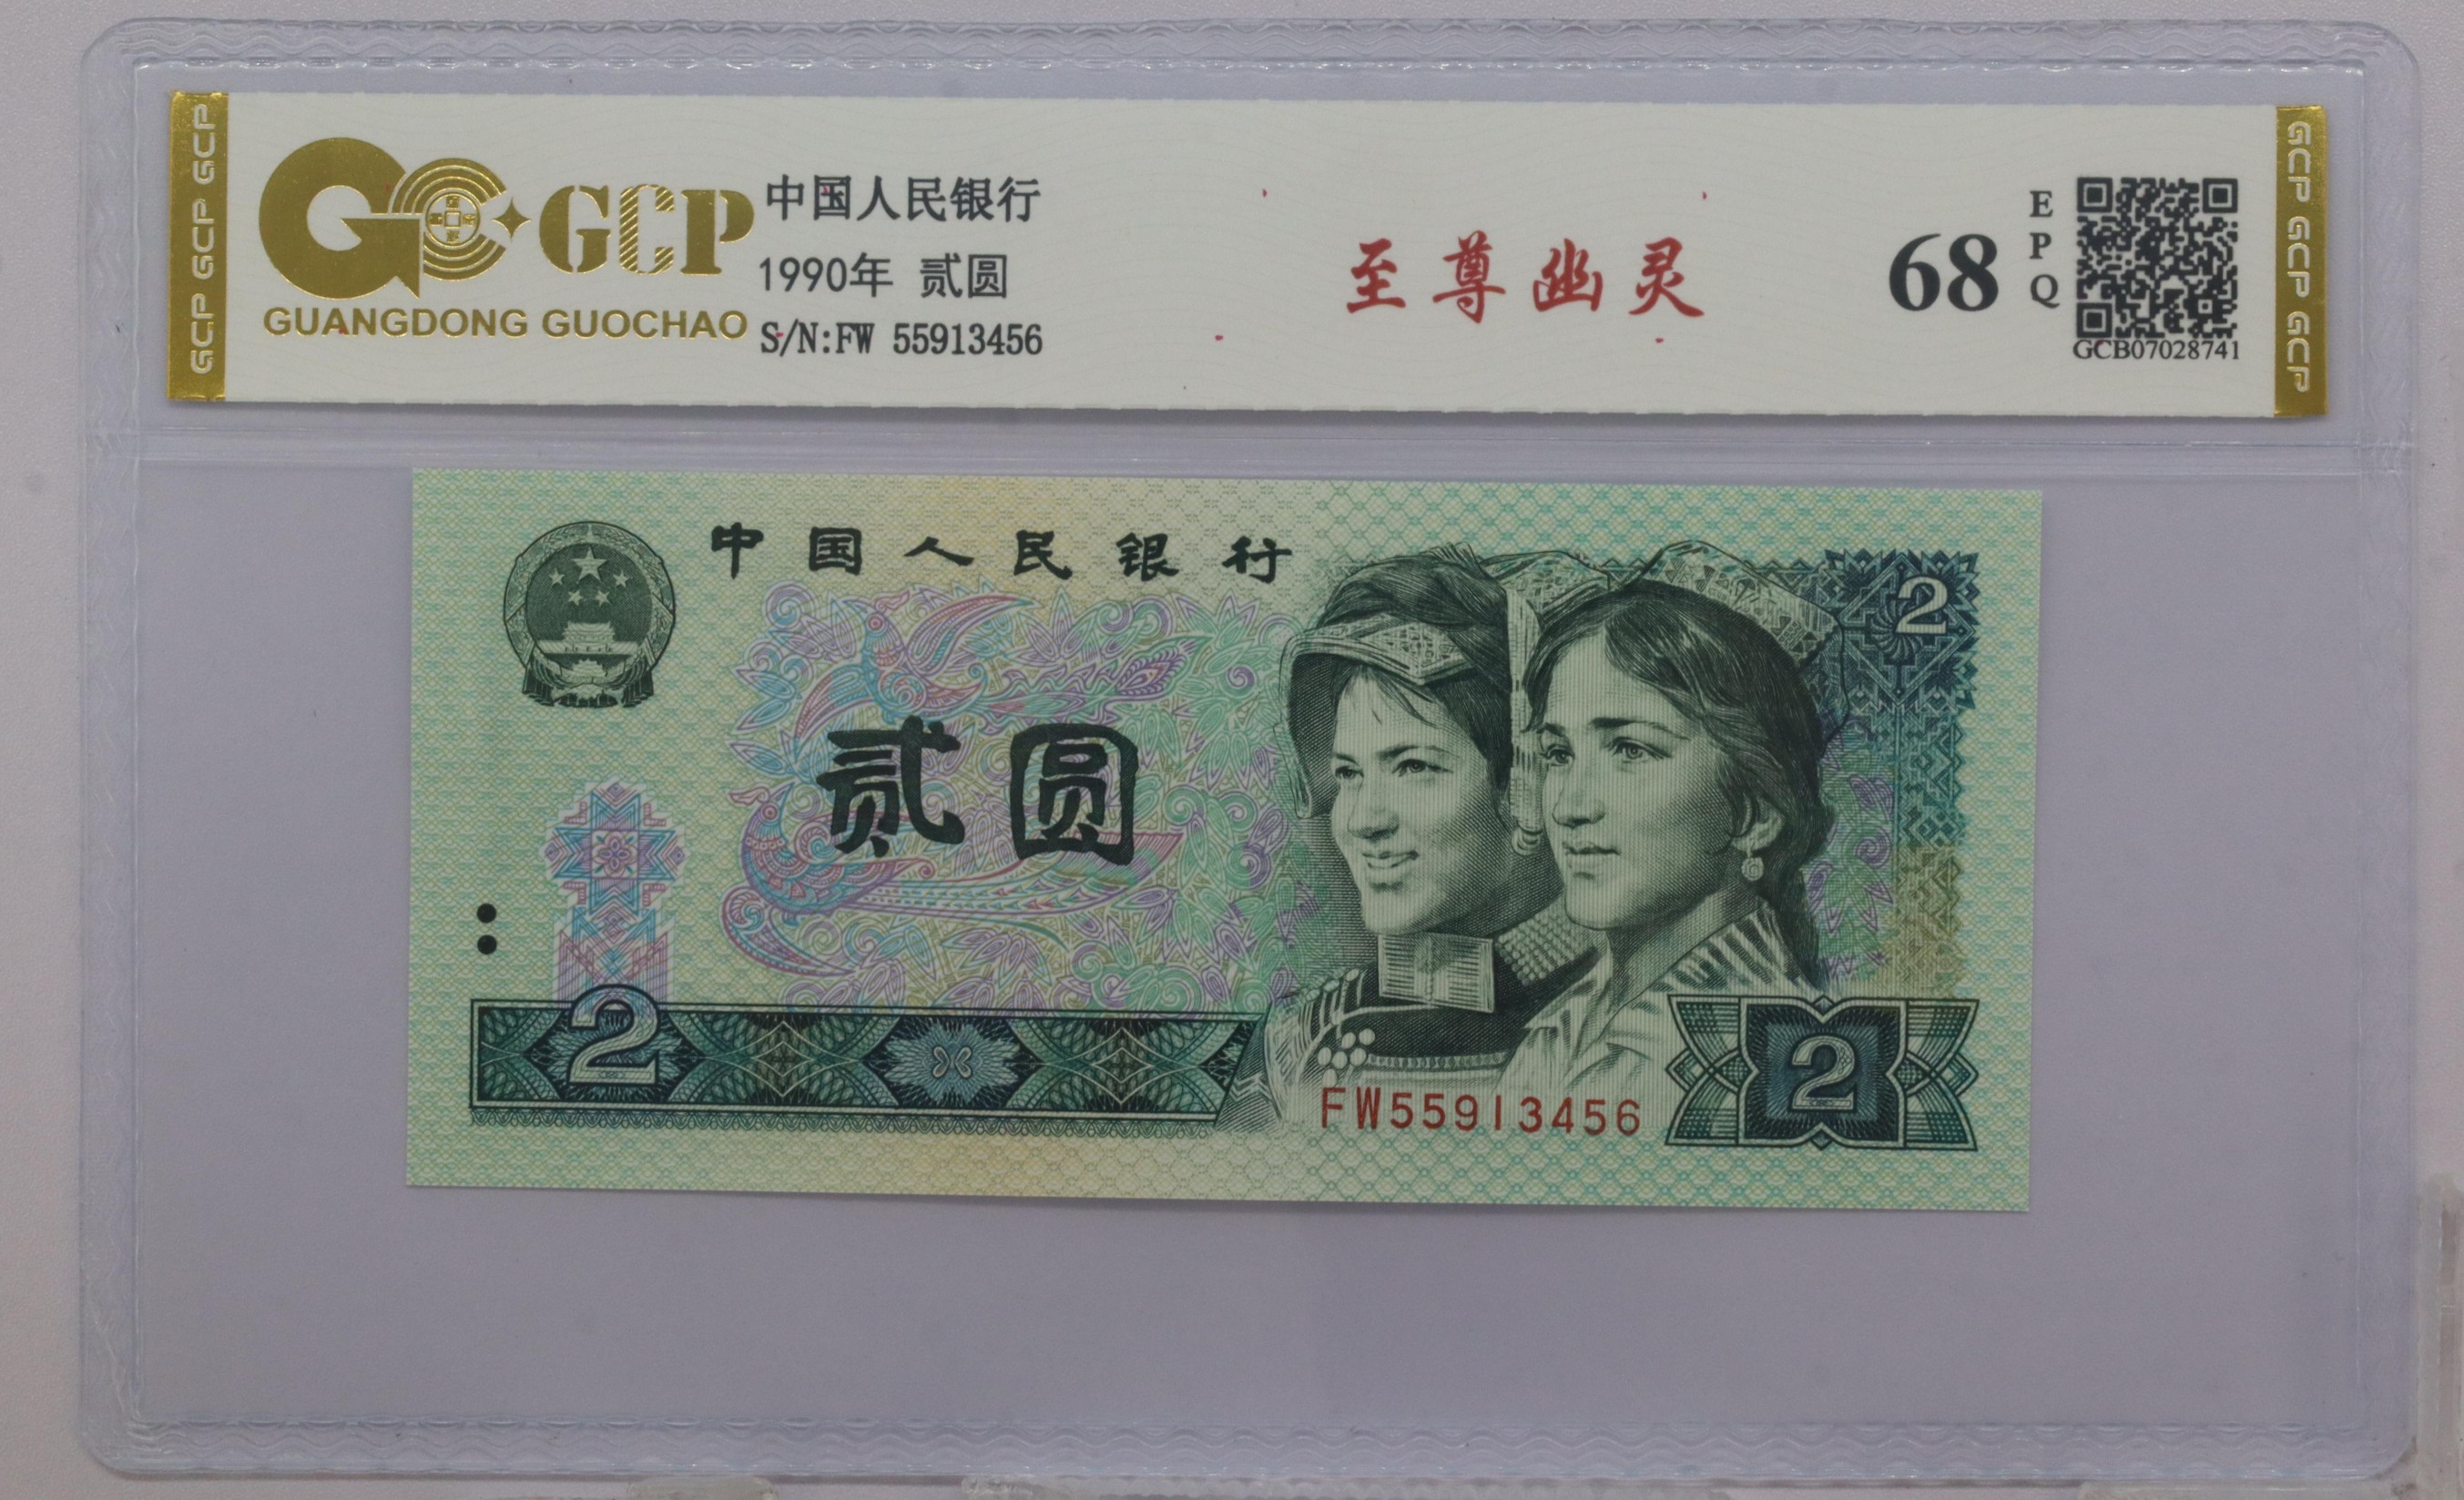 GCP GCP GCP
GCP
GUANGDONG GUOCHAO
中国人民银行
1990年 贰圆
S/N:FW 55913456
至尊幽灵
68
EPQ
GCB07028741
GCP GCP GCP
中国人民银行
2
贰圆
2
FW55913456
2